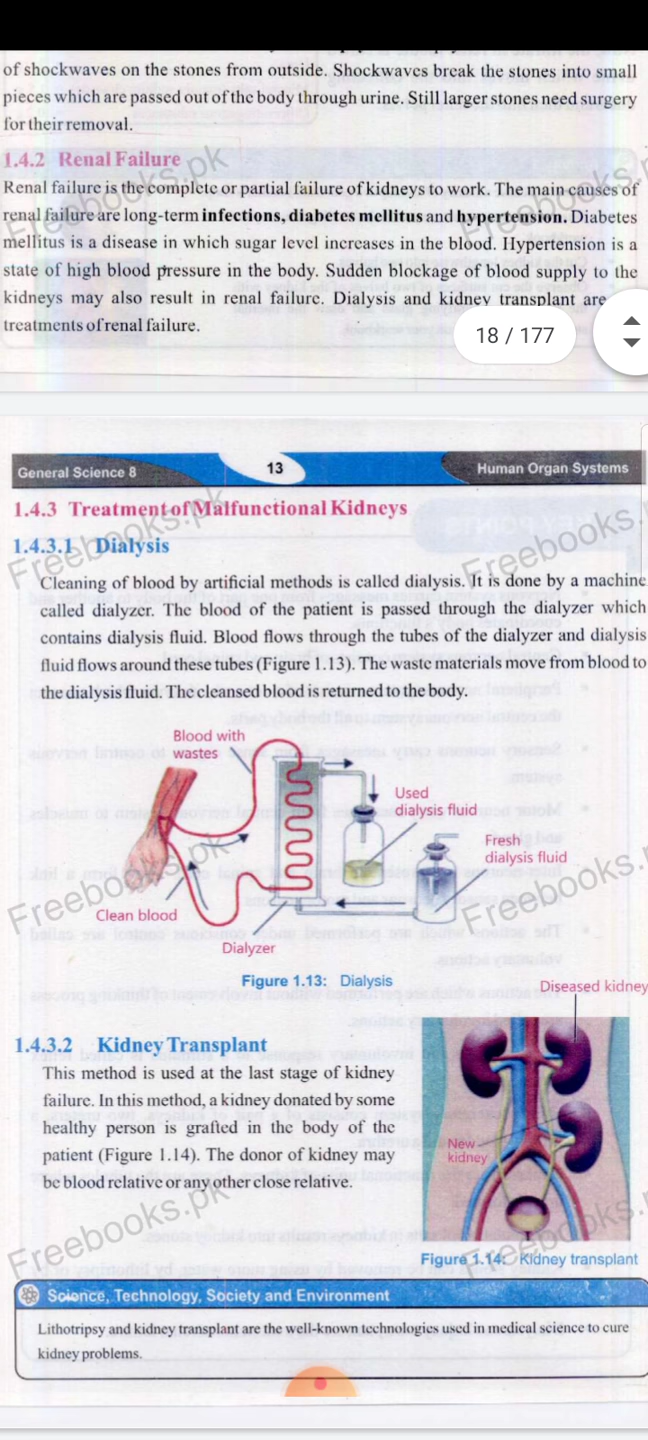 of shockwaves on the stones from outside. Shockwaves break the stones into small
pieces which are passed out of the body through urine. Still larger stones need surgery
for their removal.
1.4.2 Renal Failure
Renal failure is the complete or partial failure of kidneys to work. The main causes of
renal failure are long-term infections, diabetes mellitus and hypertension. Diabetes
mellitus is a disease in which sugar level increases in the blood. Hypertension is a
state of high blood pressure in the body. Sudden blockage of blood supply to the
kidneys may also result in renal failure. Dialysis and kidney transplant are
treatments of renal failure.
18 / 177
General Science 8
13
Human Organ Systems
1.4.3 Treatment of Malfunctional Kidneys
1.4.3.1 Dialysis
Cleaning of blood by artificial methods is called dialysis. It is done by a machine
called dialyzer. The blood of the patient is passed through the dialyzer which
contains dialysis fluid. Blood flows through the tubes of the dialyzer and dialysis
fluid flows around these tubes (Figure 1.13). The waste materials move from blood to
the dialysis fluid. The cleansed blood is returned to the body.
Blood with
wastes
Used
dialysis fluid
Fresh
dialysis fluid
Clean blood
Dialyzer
Figure 1.13: Dialysis
Diseased kidney
1.4.3.2 Kidney Transplant
This method is used at the last stage of kidney
failure. In this method, a kidney donated by some
healthy person is grafted in the body of the
patient (Figure 1.14). The donor of kidney may
be blood relative or any other close relative.
New
kidney
Figure 1.14: Kidney transplant
Science, Technology, Society and Environment
Lithotripsy and kidney transplant are the well-known technologies used in medical science to cure
kidney problems.
Freebooks.pk
Freebooks.
Freebooks.pk
Freebooks.
Freebooks.pk
Freebooks.
Freebooks.pk
Freebooks.